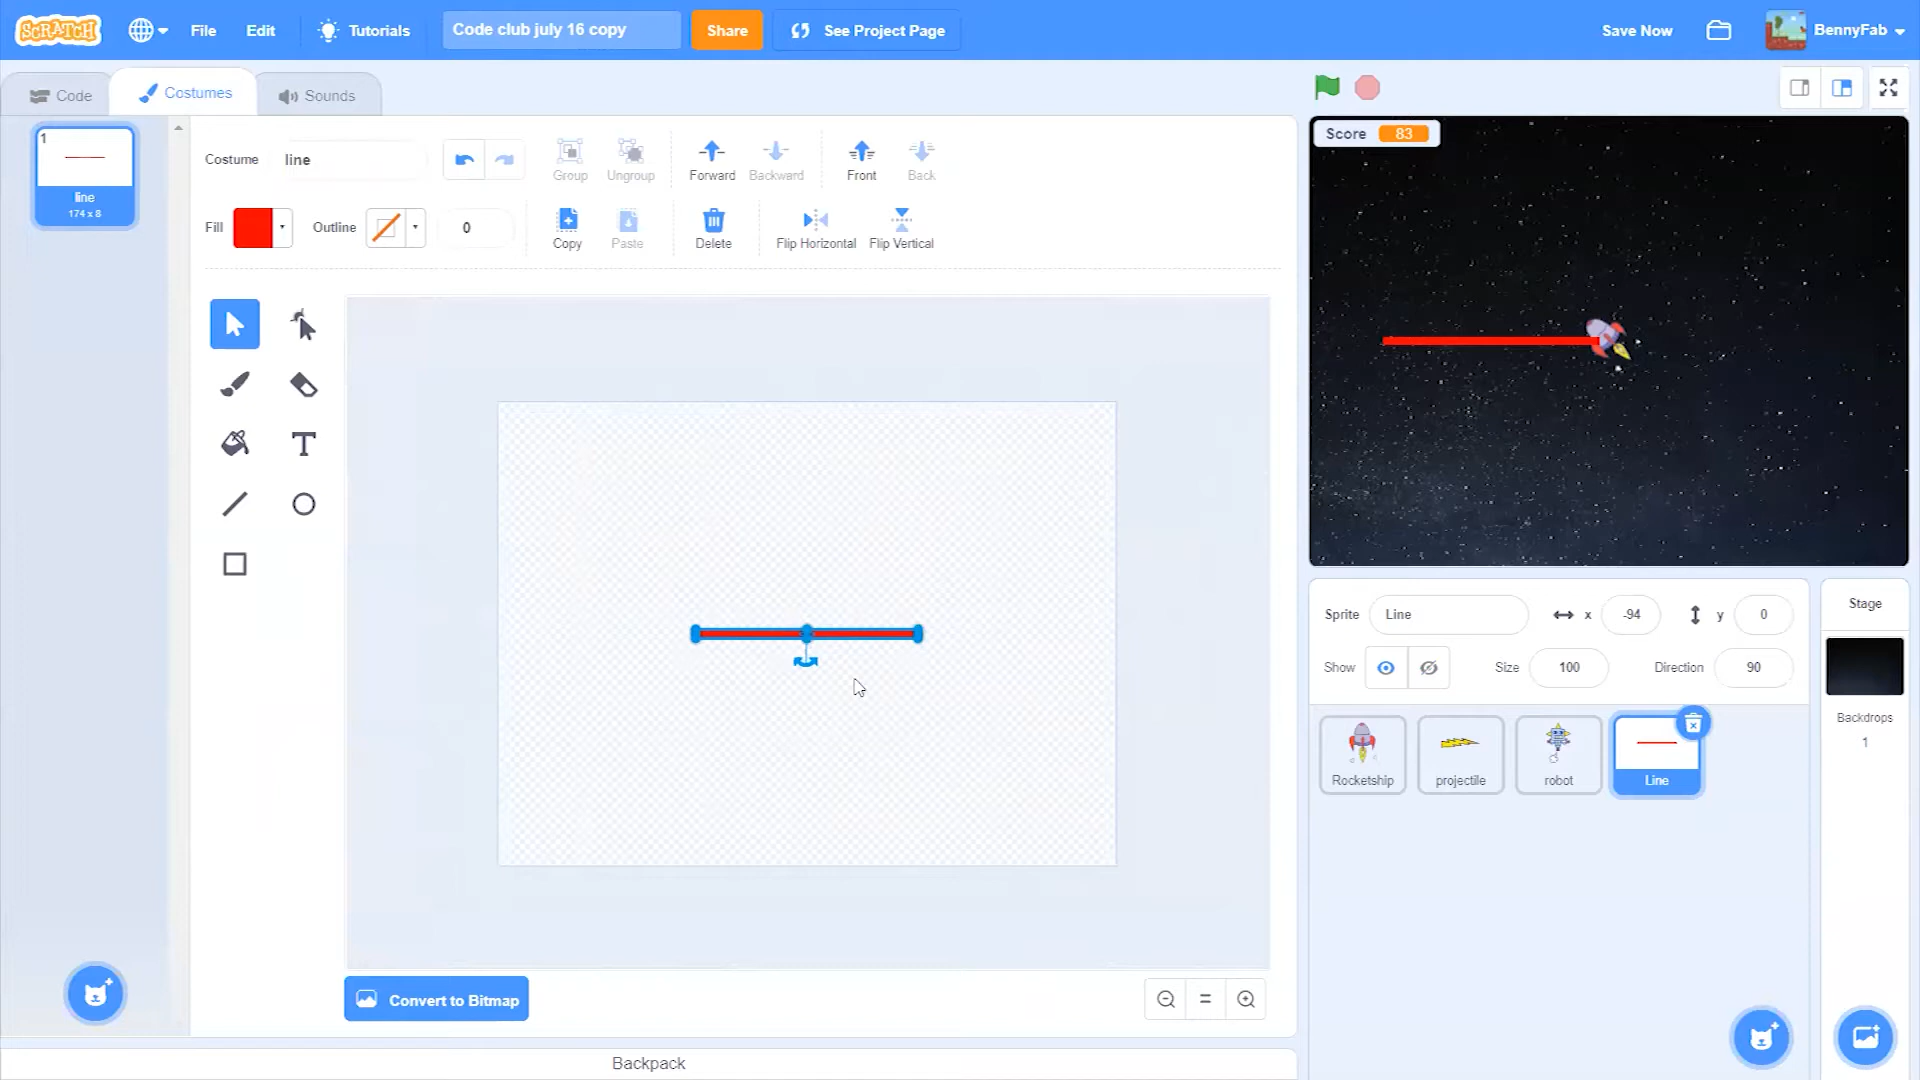 SCRATCH
File
Edit
Tutorials
Code club july 16 copy
Share
See Project Page
Save Now
BennyFab
Code
Costumes
Sounds
1
line
174 x 8
Costume
line
Group
Ungroup
Forward
Backward
Front
Back
Fill
Outline
0
Copy
Paste
Delete
Flip Horizontal
Flip Vertical
T
Convert to Bitmap
Backpack
Score 83
Sprite
Line
x
-94
y
0
Show
Size
100
Direction
90
Rocketship
projectile
robot
Line
Stage
Backdrops
1